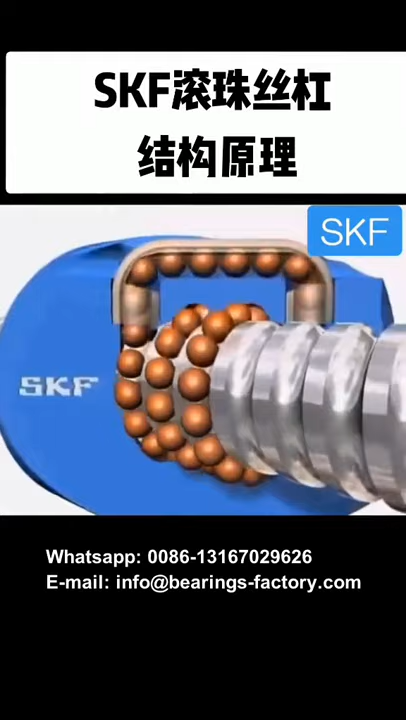 SKF滚珠丝杠
结构原理
SKF
SKF
Whatsapp: 0086-13167029626
E-mail: info@bearings-factory.com